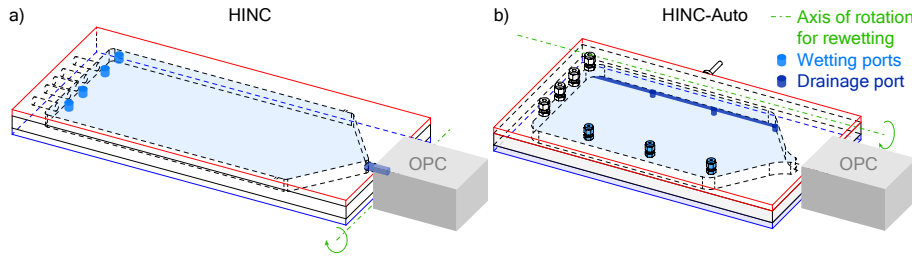 a)
HINC
OPC
b)
HINC-Auto
Axis of rotation
for rewetting
Wetting ports
Drainage port
OPC